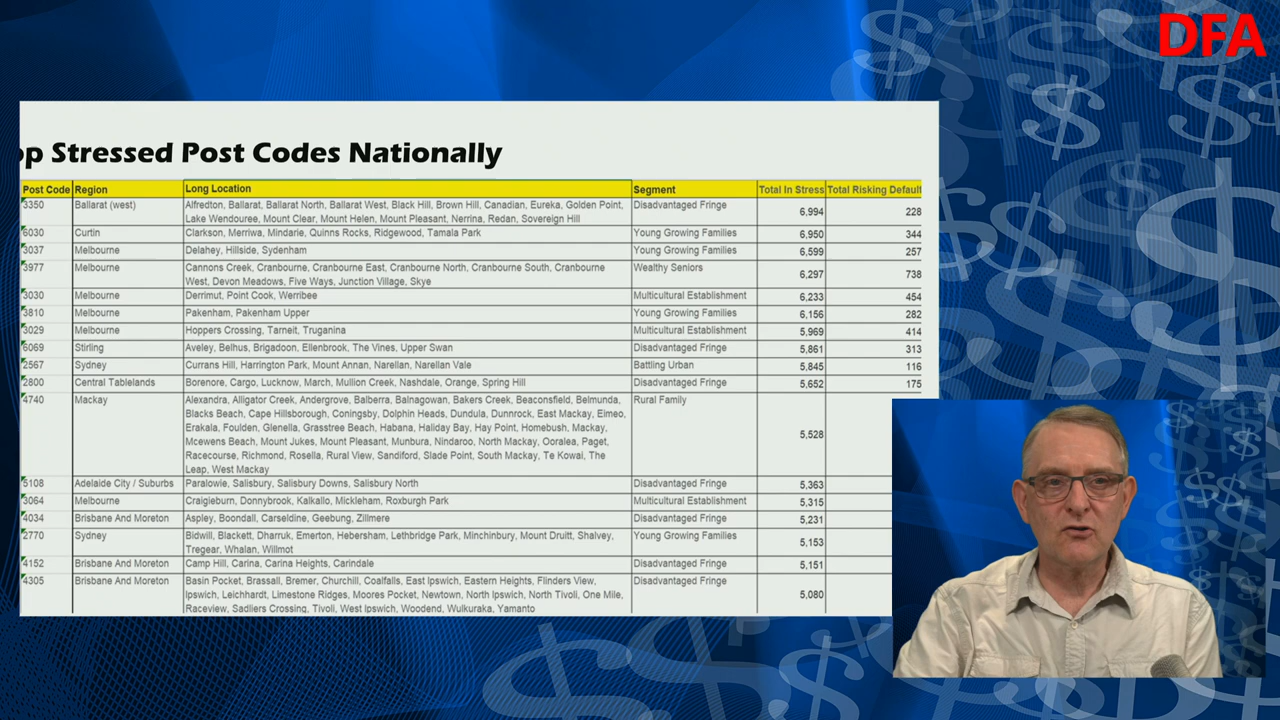 DFA
op Stressed Post Codes Nationally
Post Code Region Long Location Segment Total In Stress Total Risking Default
3350 Ballarat (west) Alfredton, Ballarat, Ballarat North, Ballarat West, Black Hill, Brown Hill, Canadian, Eureka, Golden Point, Disadvantaged Fringe 6,994 228
Lake Wendouree, Mount Clear, Mount Helen, Mount Pleasant, Nerrina, Redan, Sovereign Hill
6030 Curtin Clarkson, Merriwa, Mindarie, Quinns Rocks, Ridgewood, Tamala Park Young Growing Families 6,950 344
3037 Melbourne Delahey, Hillside, Sydenham Young Growing Families 6,599 257
3977 Melbourne Cannons Creek, Cranbourne, Cranbourne East, Cranbourne North, Cranbourne South, Cranbourne Wealthy Seniors 6,297 738
West, Devon Meadows, Five Ways, Junction Village, Skye
3030 Melbourne Derrimut, Point Cook, Werribee Multicultural Establishment 6,233 454
3810 Melbourne Pakenham, Pakenham Upper Young Growing Families 6,156 282
3029 Melbourne Hoppers Crossing, Tarneit, Truganina Multicultural Establishment 5,969 414
6069 Stirling Aveley, Belhus, Brigadoon, Ellenbrook, The Vines, Upper Swan Disadvantaged Fringe 5,861 313
2567 Sydney Currans Hill, Harrington Park, Mount Annan, Narellan, Narellan Vale Battling Urban 5,845 116
2800 Central Tablelands Borenore, Cargo, Lucknow, March, Mullion Creek, Nashdale, Orange, Spring Hill Disadvantaged Fringe 5,652 175
4740 Mackay Alexandra, Alligator Creek, Andergrove, Balberra, Balnagowan, Bakers Creek, Beaconsfield, Belmunda, Rural Family 5,528
Blacks Beach, Cape Hillsborough, Coningsby, Dolphin Heads, Dundula, Dunnrock, East Mackay, Eimeo,
Erakala, Foulden, Glenella, Grasstree Beach, Habana, Haliday Bay, Hay Point, Homebush, Mackay,
Mcewens Beach, Mount Jukes, Mount Pleasant, Munbura, Nindaroo, North Mackay, Ooralea, Paget,
Racecourse, Richmond, Rosella, Rural View, Sandiford, Slade Point, South Mackay, Te Kowai, The
Leap, West Mackay
5108 Adelaide City / Suburbs Paralowie, Salisbury, Salisbury Downs, Salisbury North Disadvantaged Fringe 5,363
3064 Melbourne Craigieburn, Donnybrook, Kalkallo, Mickleham, Roxburgh Park Multicultural Establishment 5,315
4034 Brisbane And Moreton Aspley, Boondall, Carseldine, Geebung, Zillmere Disadvantaged Fringe 5,231
2770 Sydney Bidwill, Blackett, Dharruk, Emerton, Hebersham, Lethbridge Park, Minchinbury, Mount Druitt, Shalvey, Young Growing Families 5,153
Tregear, Whalan, Willmot
4152 Brisbane And Moreton Camp Hill, Carina, Carina Heights, Carindale Disadvantaged Fringe 5,151
4305 Brisbane And Moreton Basin Pocket, Brassall, Bremer, Churchill, Coalfalls, East Ipswich, Eastern Heights, Flinders View, Disadvantaged Fringe 5,080
Ipswich, Leichhardt, Limestone Ridges, Moores Pocket, Newtown, North Ipswich, North Tivoli, One Mile,
Raceview, Sadliers Crossing, Tivoli, West Ipswich, Woodend, Wulkuraka, Yamanto